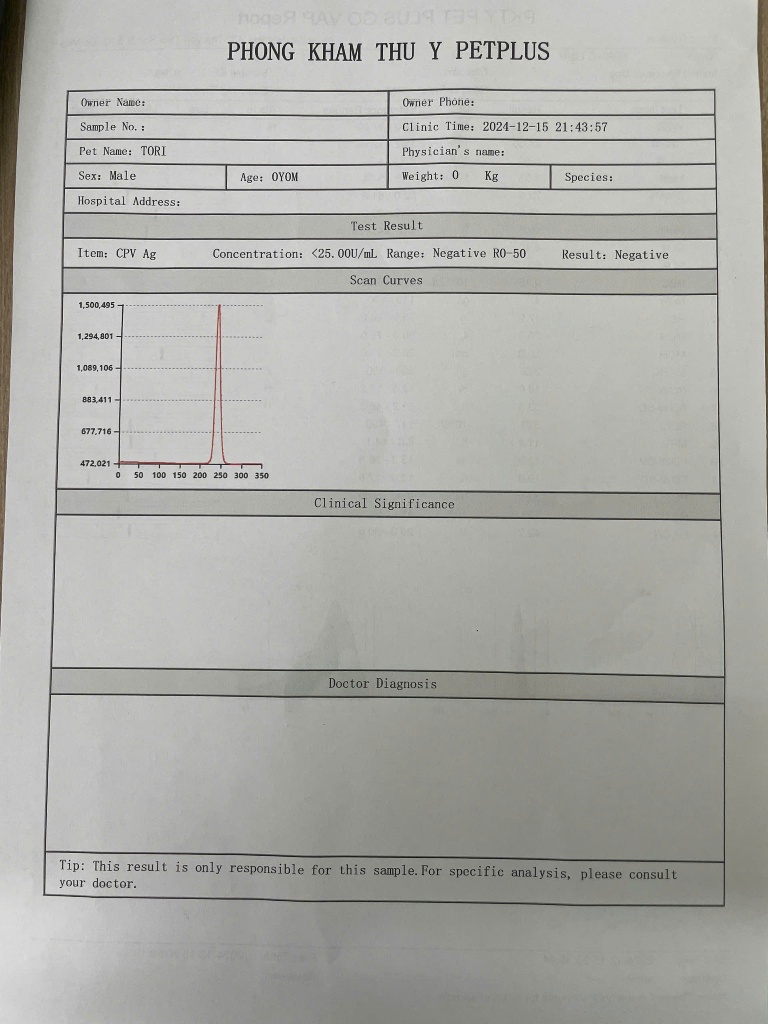 PHONG KHAM THU Y PETPLUS
Owner Name:
Owner Phone:
Sample No.:
Clinic Time: 2024-12-15 21:43:57
Pet Name: TORI
Physician's name:
Sex: Male
Age: 0Y0M
Weight: 0 Kg
Species:
Hospital Address:
Test Result
Item: CPV Ag Concentration: <25.00U/mL Range: Negative R0-50 Result: Negative
Scan Curves
1,500,495
1,294,801
1,089,106
883,411
677,716
472,021
0 50 100 150 200 250 300 350
Clinical Significance
Doctor Diagnosis
Tip: This result is only responsible for this sample.For specific analysis, please consult
your doctor.